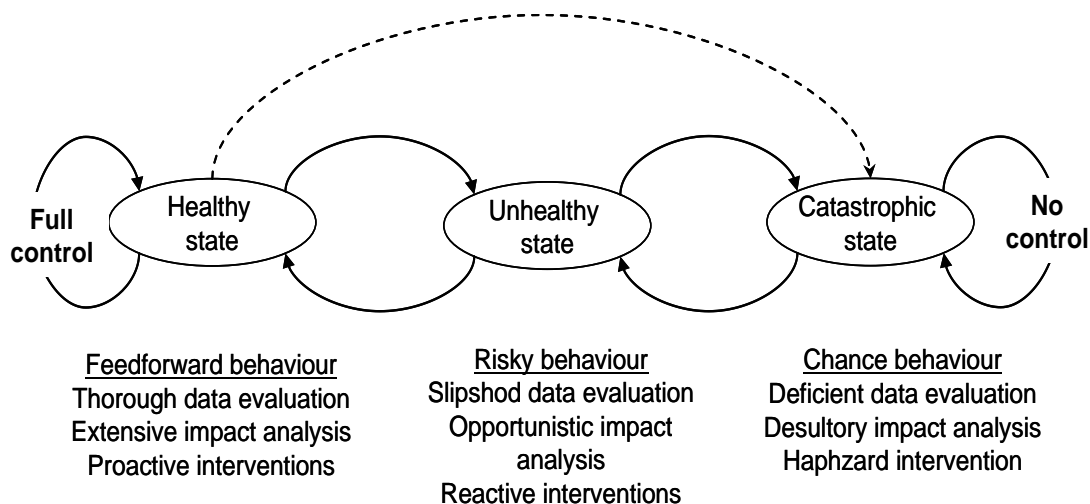 Healthy
state
Unhealthy
state
Catastrophic
state
Full
control
No
control
Feedforward behaviour
Thorough data evaluation
Extensive impact analysis
Proactive interventions
Risky behaviour
Slipshod data evaluation
Opportunistic impact
analysis
Reactive interventions
Chance behaviour
Deficient data evaluation
Desultory impact analysis
Haphzard intervention